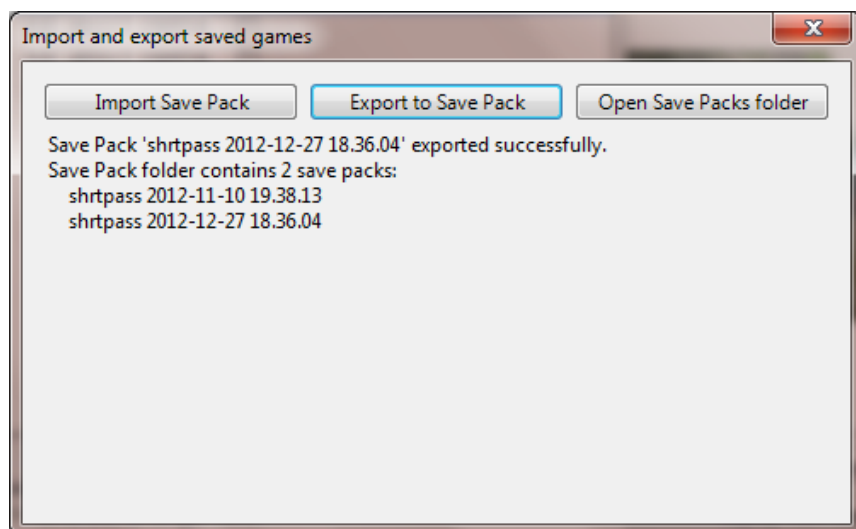 Import and export saved games
Import Save Pack
Export to Save Pack
Open Save Packs folder
Save Pack 'shrtpass 2012-12-27 18.36.04' exported successfully.
Save Pack folder contains 2 save packs:
shrtpass 2012-11-10 19.38.13
shrtpass 2012-12-27 18.36.04